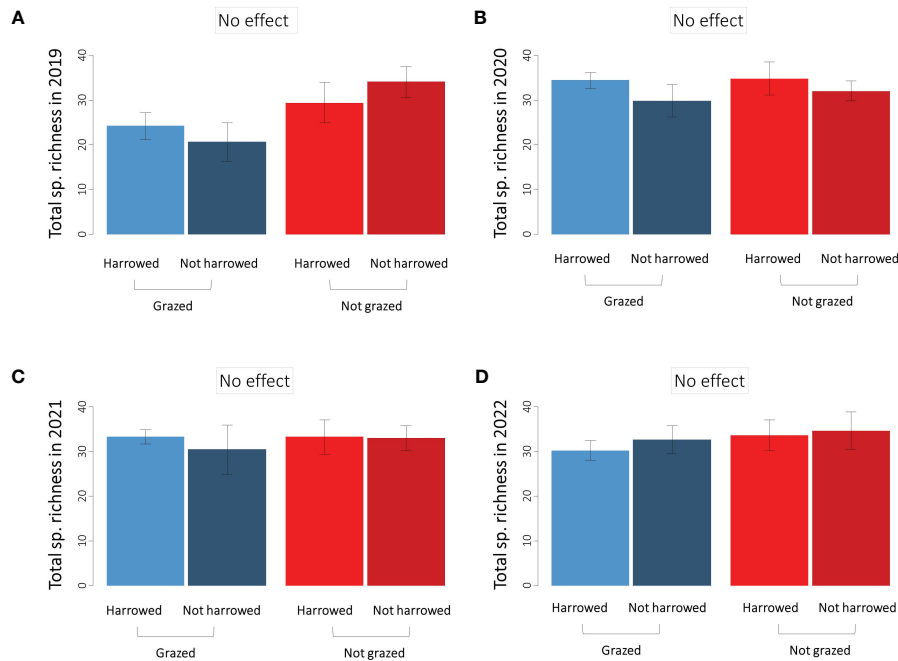 A
No effect
Total sp. richness in 2019
0 10 20 30 40
Harrowed Not harrowed Harrowed Not harrowed
Grazed Not grazed
B
No effect
Total sp. richness in 2020
0 10 20 30 40
Harrowed Not harrowed Harrowed Not harrowed
Grazed Not grazed
C
No effect
Total sp. richness in 2021
0 10 20 30 40
Harrowed Not harrowed Harrowed Not harrowed
Grazed Not grazed
D
No effect
Total sp. richness in 2022
0 10 20 30 40
Harrowed Not harrowed Harrowed Not harrowed
Grazed Not grazed